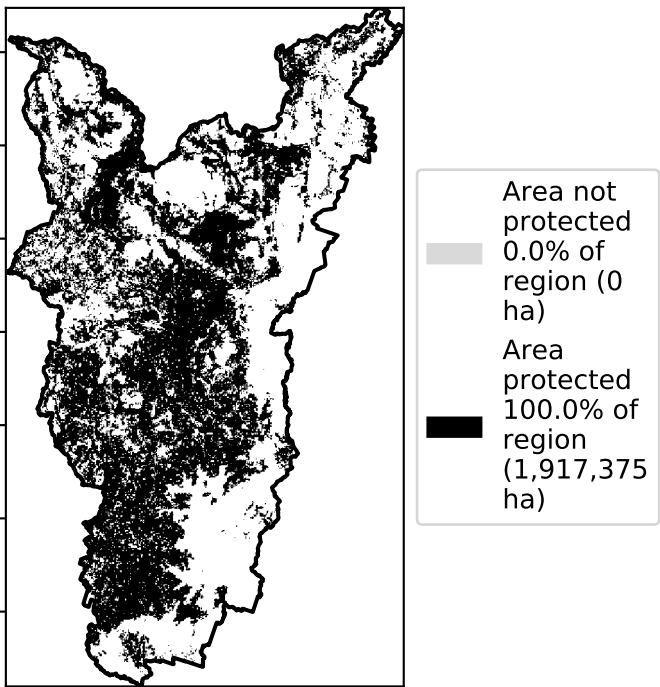 Area not
protected
0.0% of
region (0
ha)
Area
protected
100.0% of
region
(1,917,375
ha)